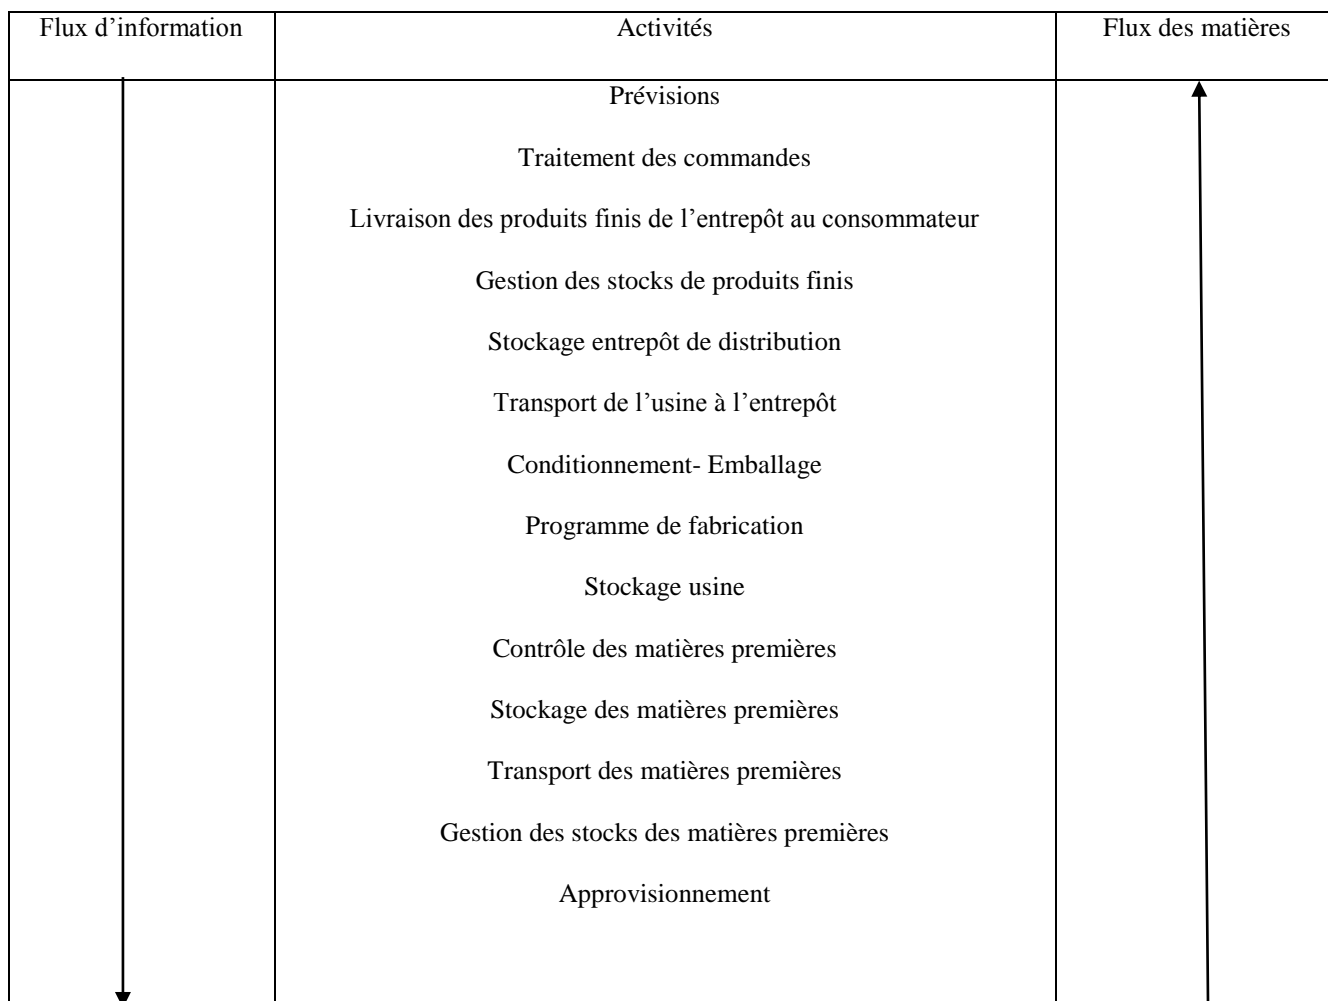 Flux d’information Activités Flux des matières
Prévisions
Traitement des commandes
Livraison des produits finis de l’entrepôt au consommateur
Gestion des stocks de produits finis
Stockage entrepôt de distribution
Transport de l’usine à l’entrepôt
Conditionnement- Emballage
Programme de fabrication
Stockage usine
Contrôle des matières premières
Stockage des matières premières
Transport des matières premières
Gestion des stocks des matières premières
Approvisionnement